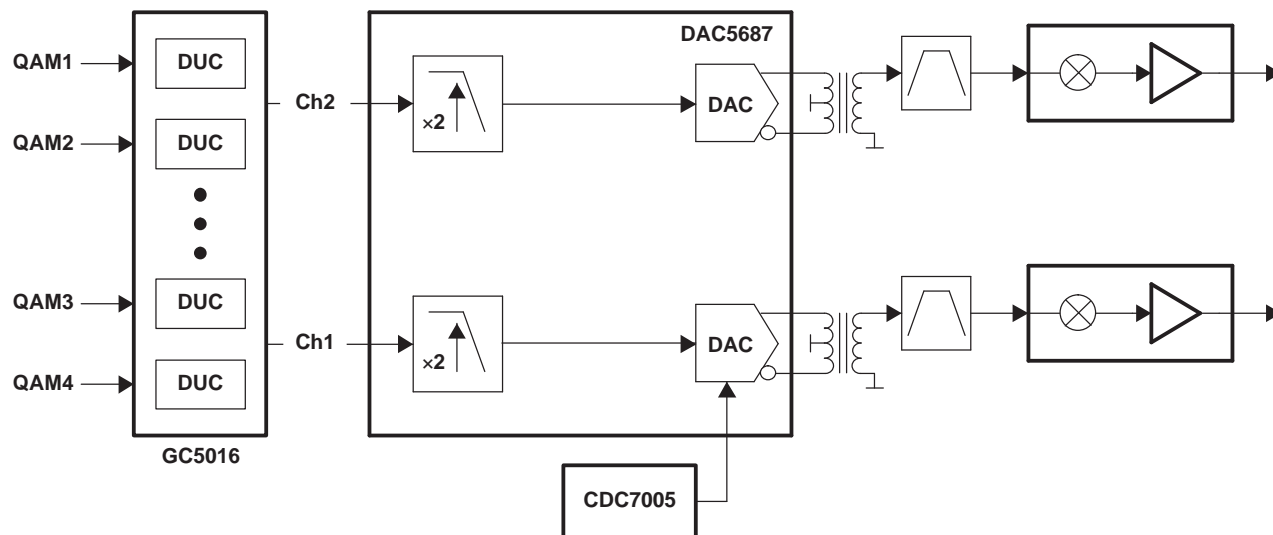 DAC5687
QAM1
DUC
DAC
Ch2
×2
QAM2
DUC
QAM3
DUC
Ch1
DAC
×2
QAM4
DUC
GC5016
CDC7005